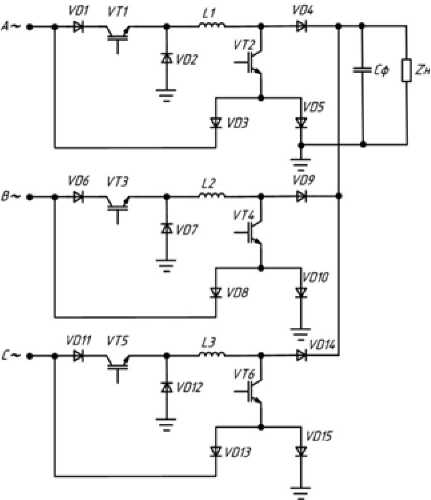 VD1 VT1 L1 VD4
A~
VD2 VT2 Cф Zн
VD3 VD5
VD6 VT3 L2 VD9
B~
VD7 VT4
VD8 VD10
VD11 VT5 L3 VD14
C~
VD12 VT6
VD13 VD15